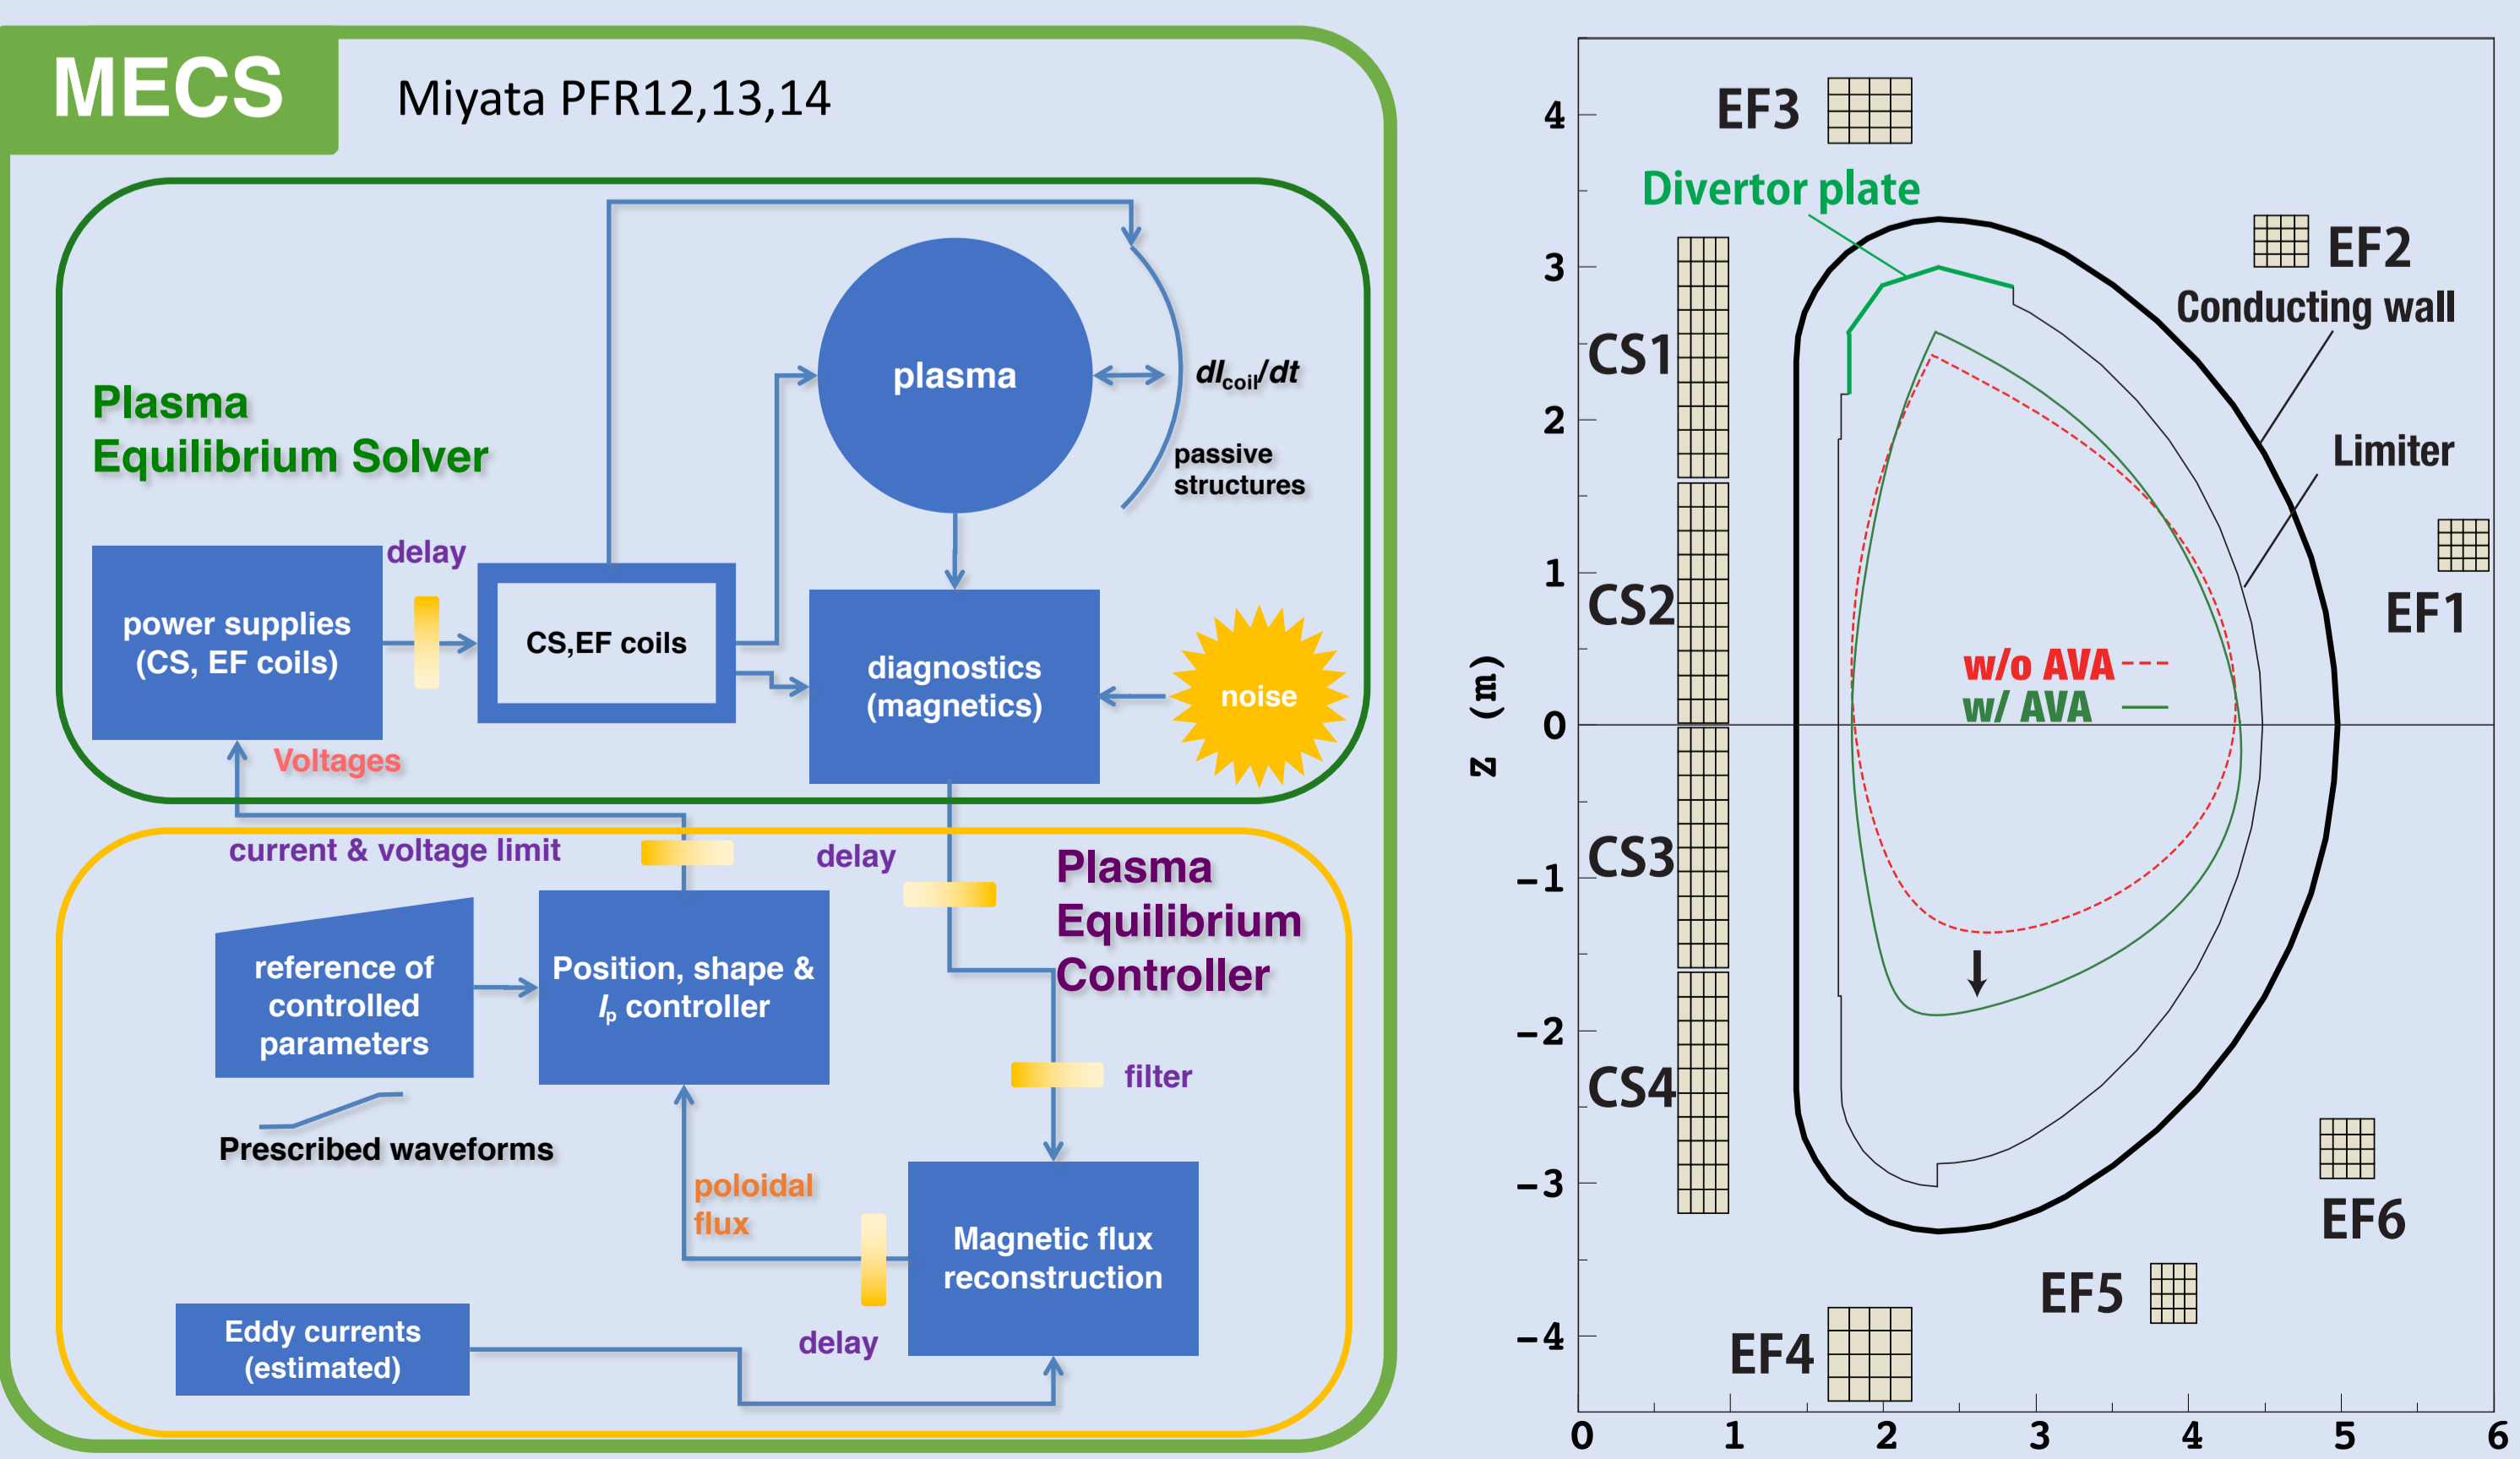 MECS
Miyata PFR12,13,14
Plasma
Equilibrium Solver
plasma
dIcoil/dt
passive
structures
delay
power supplies
(CS, EF coils)
CS,EF coils
diagnostics
(magnetics)
noise
Voltages
current & voltage limit
delay
Plasma
Equilibrium
Controller
reference of
controlled
parameters
Position, shape &
Ip controller
filter
Prescribed waveforms
poloidal
flux
Magnetic flux
reconstruction
delay
Eddy currents
(estimated)
EF3
Divertor plate
EF2
Conducting wall
CS1
Limiter
EF1
CS2
w/o AVA
w/ AVA
CS3
CS4
EF6
EF5
EF4
Z (m)
4
3
2
1
0
-1
-2
-3
-4
0 1 2 3 4 5 6